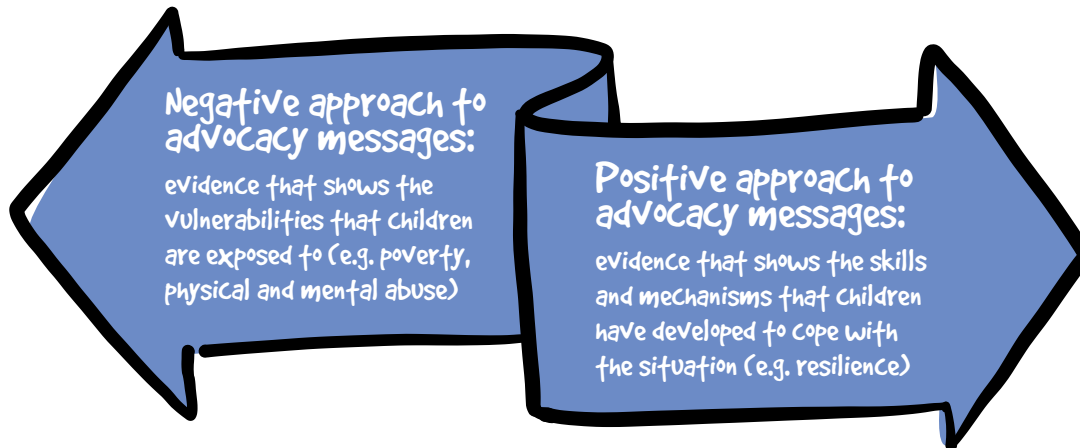 Negative approach to
advocacy messages:
evidence that shows the
vulnerabilities that children
are exposed to (e.g. poverty,
physical and mental abuse)
Positive approach to
advocacy messages:
evidence that shows the skills
and mechanisms that children
have developed to cope with
the situation (e.g. resilience)